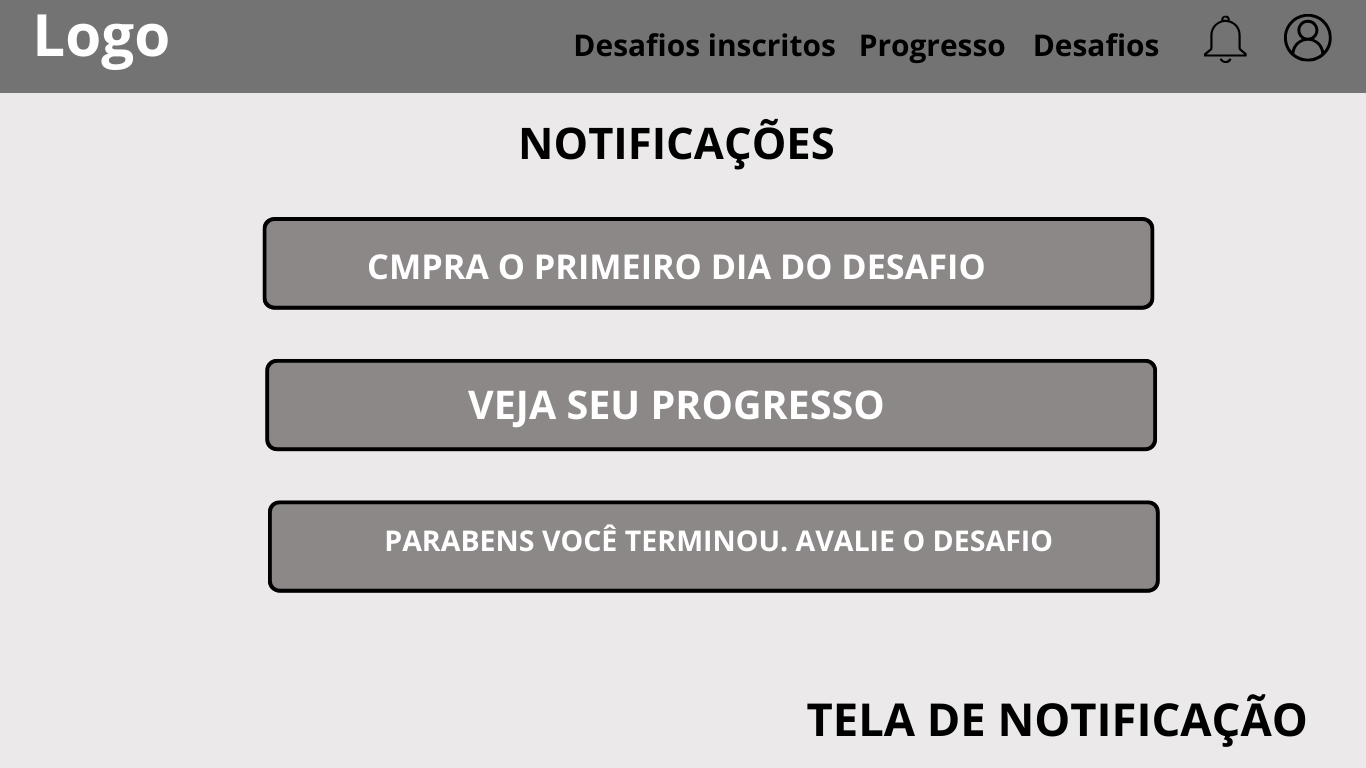 Logo
Desafios inscritos Progresso Desafios
NOTIFICAÇÕES
CMPRA O PRIMEIRO DIA DO DESAFIO
VEJA SEU PROGRESSO
PARABENS VOCÊ TERMINOU. AVALIE O DESAFIO
TELA DE NOTIFICAÇÃO